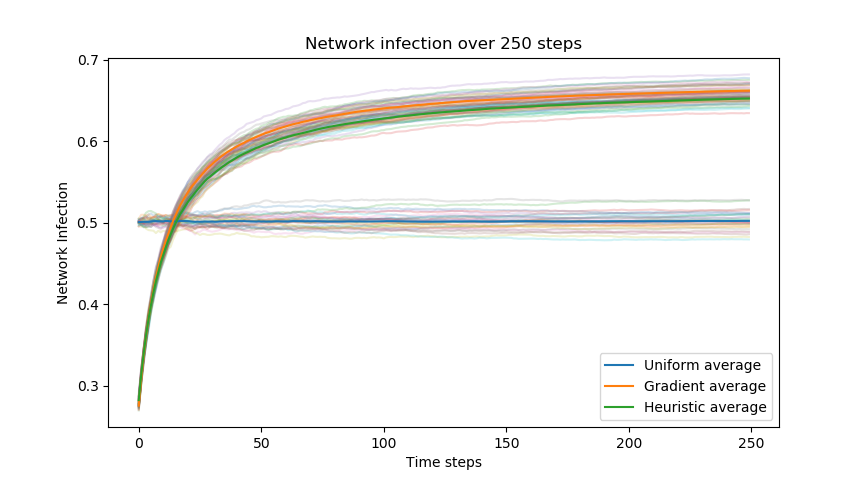 Network infection over 250 steps
0.7
0.6
0.5
0.4
0.3
Network Infection
0
50
100
150
200
250
Time steps
Uniform average
Gradient average
Heuristic average